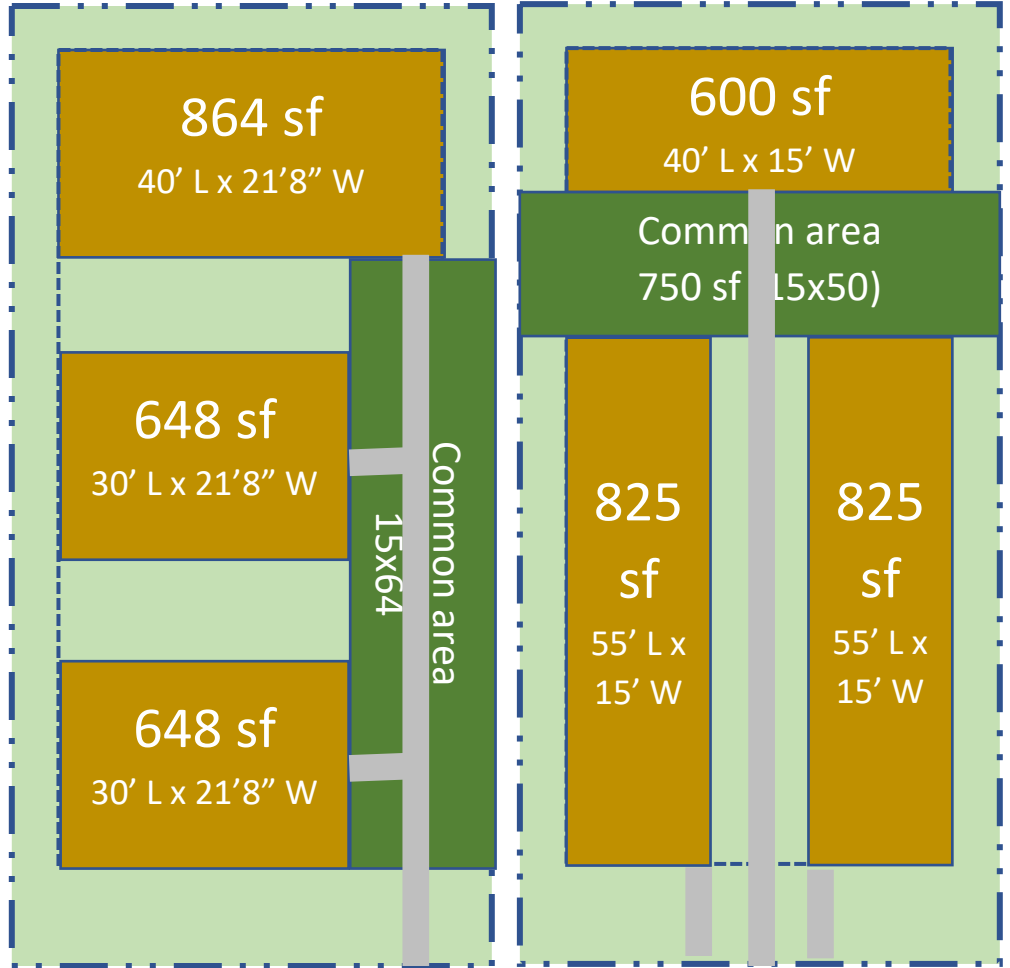 864 sf
40’ L x 21’8” W
648 sf
30’ L x 21’8” W
648 sf
30’ L x 21’8” W
Common area
15x64
600 sf
40’ L x 15’ W
Common area
750 sf (15x50)
825
sf
55’ L x
15’ W
825
sf
55’ L x
15’ W